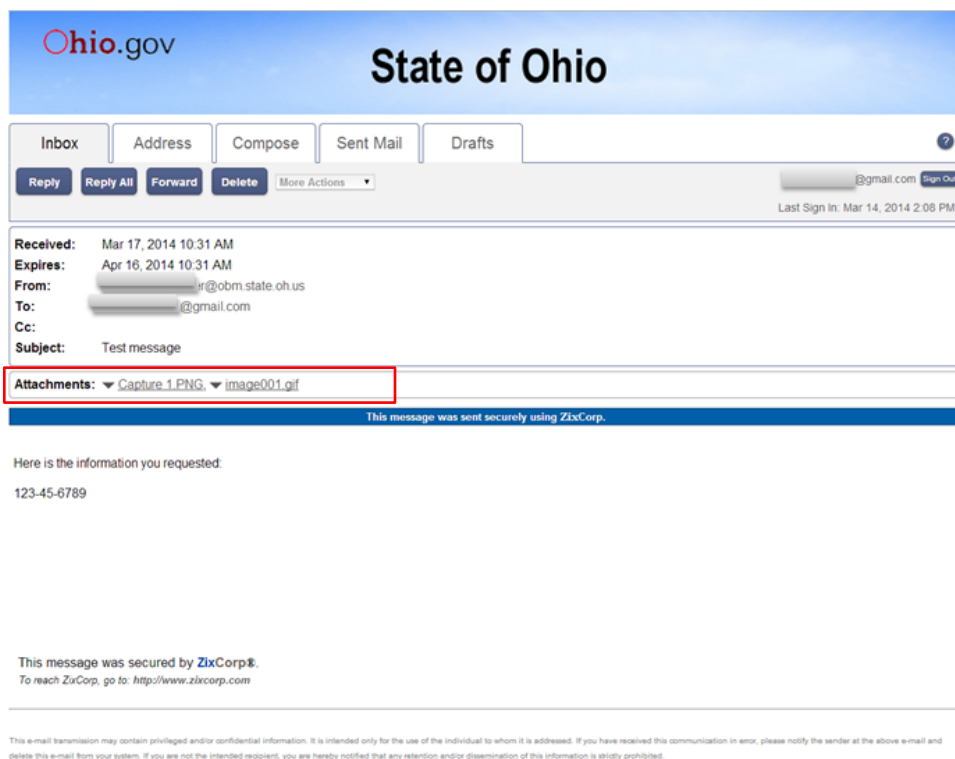 Ohio.gov
State of Ohio
Inbox Address Compose Sent Mail Drafts ?
Reply Reply All Forward Delete More Actions @gmail.com Sign Out
Last Sign In: Mar 14, 2014 2:08 PM
Received: Mar 17, 2014 10:31 AM
Expires: Apr 16, 2014 10:31 AM
From: r@obm.state.oh.us
To: @gmail.com
Cc:
Subject: Test message
Attachments: Capture 1.PNG, image001.gif
This message was sent securely using ZixCorp.
Here is the information you requested:
123-45-6789
This message was secured by ZixCorp®.
To reach ZixCorp, go to: http://www.zixcorp.com
This e-mail transmission may contain privileged and/or confidential information. It is intended only for the use of the individual to whom it is addressed. If you have received this communication in error, please notify the sender at the above e-mail and
delete this e-mail from your system. If you are not the intended recipient, you are hereby notified that any retention and/or dissemination of this information is strictly prohibited.